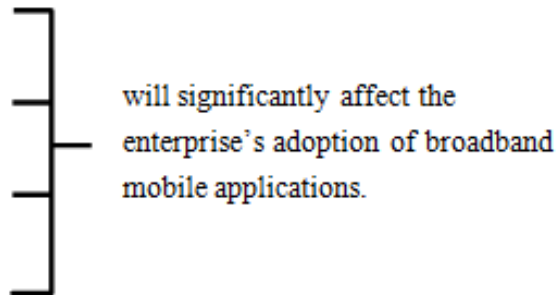 will significantly affect the
enterprise’s adoption of broadband
mobile applications.